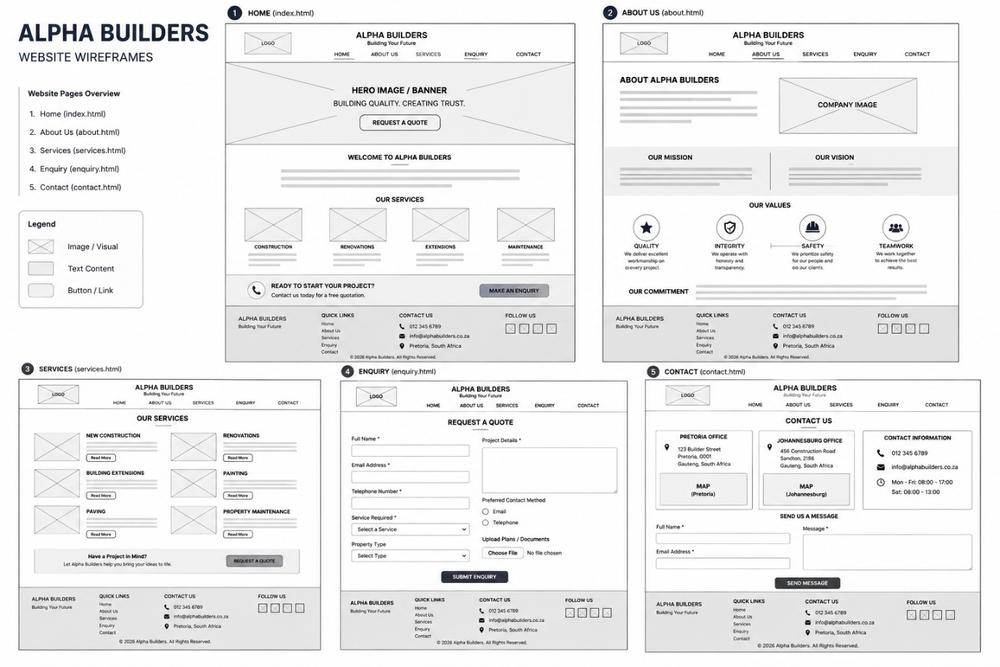 ALPHA BUILDERS
WEBSITE WIREFRAMES
Website Pages Overview
1. Home (index.html)
2. About Us (about.html)
3. Services (services.html)
4. Enquiry (enquiry.html)
5. Contact (contact.html)
Legend
Image / Visual
Text Content
Button / Link
1 HOME (index.html)
LOGO
ALPHA BUILDERS
Building Your Future
HOME ABOUT US SERVICES ENQUIRY CONTACT
HERO IMAGE / BANNER
BUILDING QUALITY. CREATING TRUST.
REQUEST A QUOTE
WELCOME TO ALPHA BUILDERS
OUR SERVICES
CONSTRUCTION RENOVATIONS EXTENSIONS MAINTENANCE
READY TO START YOUR PROJECT?
Contact us today for a free quotation.
MAKE AN ENQUIRY
ALPHA BUILDERS
Building Your Future
QUICK LINKS
Home
About Us
Services
Enquiry
Contact
CONTACT US
012 345 6789
info@alphabuilders.co.za
Pretoria, South Africa
FOLLOW US
© 2026 Alpha Builders. All Rights Reserved.
2 ABOUT US (about.html)
LOGO
ALPHA BUILDERS
Building Your Future
HOME ABOUT US SERVICES ENQUIRY CONTACT
ABOUT ALPHA BUILDERS
COMPANY IMAGE
OUR MISSION
OUR VISION
OUR VALUES
QUALITY
We deliver excellent
workmanship on
every project.
INTEGRITY
We operate with
honesty and
transparency.
SAFETY
We prioritize safety
for our people and
our clients.
TEAMWORK
We work together
to achieve the best
results.
OUR COMMITMENT
ALPHA BUILDERS
Building Your Future
QUICK LINKS
Home
About Us
Services
Enquiry
Contact
CONTACT US
012 345 6789
info@alphabuilders.co.za
Pretoria, South Africa
FOLLOW US
© 2026 Alpha Builders. All Rights Reserved.
3 SERVICES (services.html)
LOGO
ALPHA BUILDERS
Building Your Future
HOME ABOUT US SERVICES ENQUIRY CONTACT
OUR SERVICES
NEW CONSTRUCTION
Read More
RENOVATIONS
Read More
BUILDING EXTENSIONS
Read More
PAINTING
Read More
PAVING
Read More
PROPERTY MAINTENANCE
Read More
Have a Project in Mind?
Let Alpha Builders help you bring your ideas to life.
REQUEST A QUOTE
ALPHA BUILDERS
Building Your Future
QUICK LINKS
Home
About Us
Services
Enquiry
Contact
CONTACT US
012 345 6789
info@alphabuilders.co.za
Pretoria, South Africa
FOLLOW US
© 2026 Alpha Builders. All Rights Reserved.
4 ENQUIRY (enquiry.html)
LOGO
ALPHA BUILDERS
Building Your Future
HOME ABOUT US SERVICES ENQUIRY CONTACT
REQUEST A QUOTE
Full Name *
Email Address *
Telephone Number *
Service Required *
Select a Service
Property Type
Select Type
Project Details *
Preferred Contact Method
Email
Telephone
Upload Plans / Documents
Choose File No file chosen
SUBMIT ENQUIRY
ALPHA BUILDERS
Building Your Future
QUICK LINKS
Home
About Us
Services
Enquiry
Contact
CONTACT US
012 345 6789
info@alphabuilders.co.za
Pretoria, South Africa
FOLLOW US
© 2026 Alpha Builders. All Rights Reserved.
5 CONTACT (contact.html)
LOGO
ALPHA BUILDERS
Building Your Future
HOME ABOUT US SERVICES ENQUIRY CONTACT
CONTACT US
PRETORIA OFFICE
123 Builder Street
Pretoria, 0001
Gauteng, South Africa
MAP
(Pretoria)
JOHANNESBURG OFFICE
456 Construction Road
Sandton, 2196
Gauteng, South Africa
MAP
(Johannesburg)
CONTACT INFORMATION
012 345 6789
info@alphabuilders.co.za
Mon - Fri: 08:00 - 17:00
Sat: 08:00 - 13:00
SEND US A MESSAGE
Full Name *
Email Address *
Message *
SEND MESSAGE
ALPHA BUILDERS
Building Your Future
QUICK LINKS
Home
About Us
Services
Enquiry
Contact
CONTACT US
012 345 6789
info@alphabuilders.co.za
Pretoria, South Africa
FOLLOW US
© 2026 Alpha Builders. All Rights Reserved.